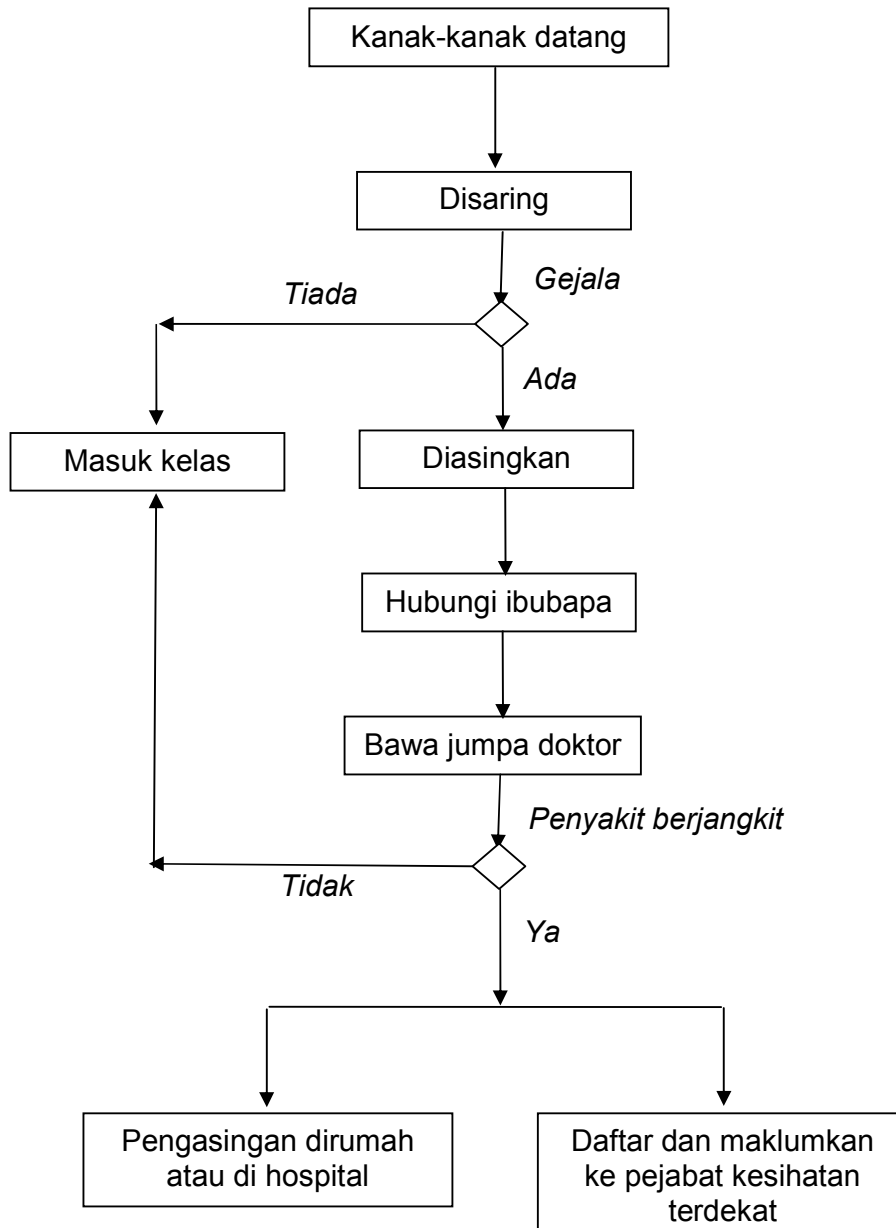 Kanak-kanak datang
Disaring
Gejala
Tiada
Ada
Masuk kelas
Diasingkan
Hubungi ibubapa
Bawa jumpa doktor
Penyakit berjangkit
Tidak
Ya
Pengasingan dirumah
atau di hospital
Daftar dan maklumkan
ke pejabat kesihatan
terdekat